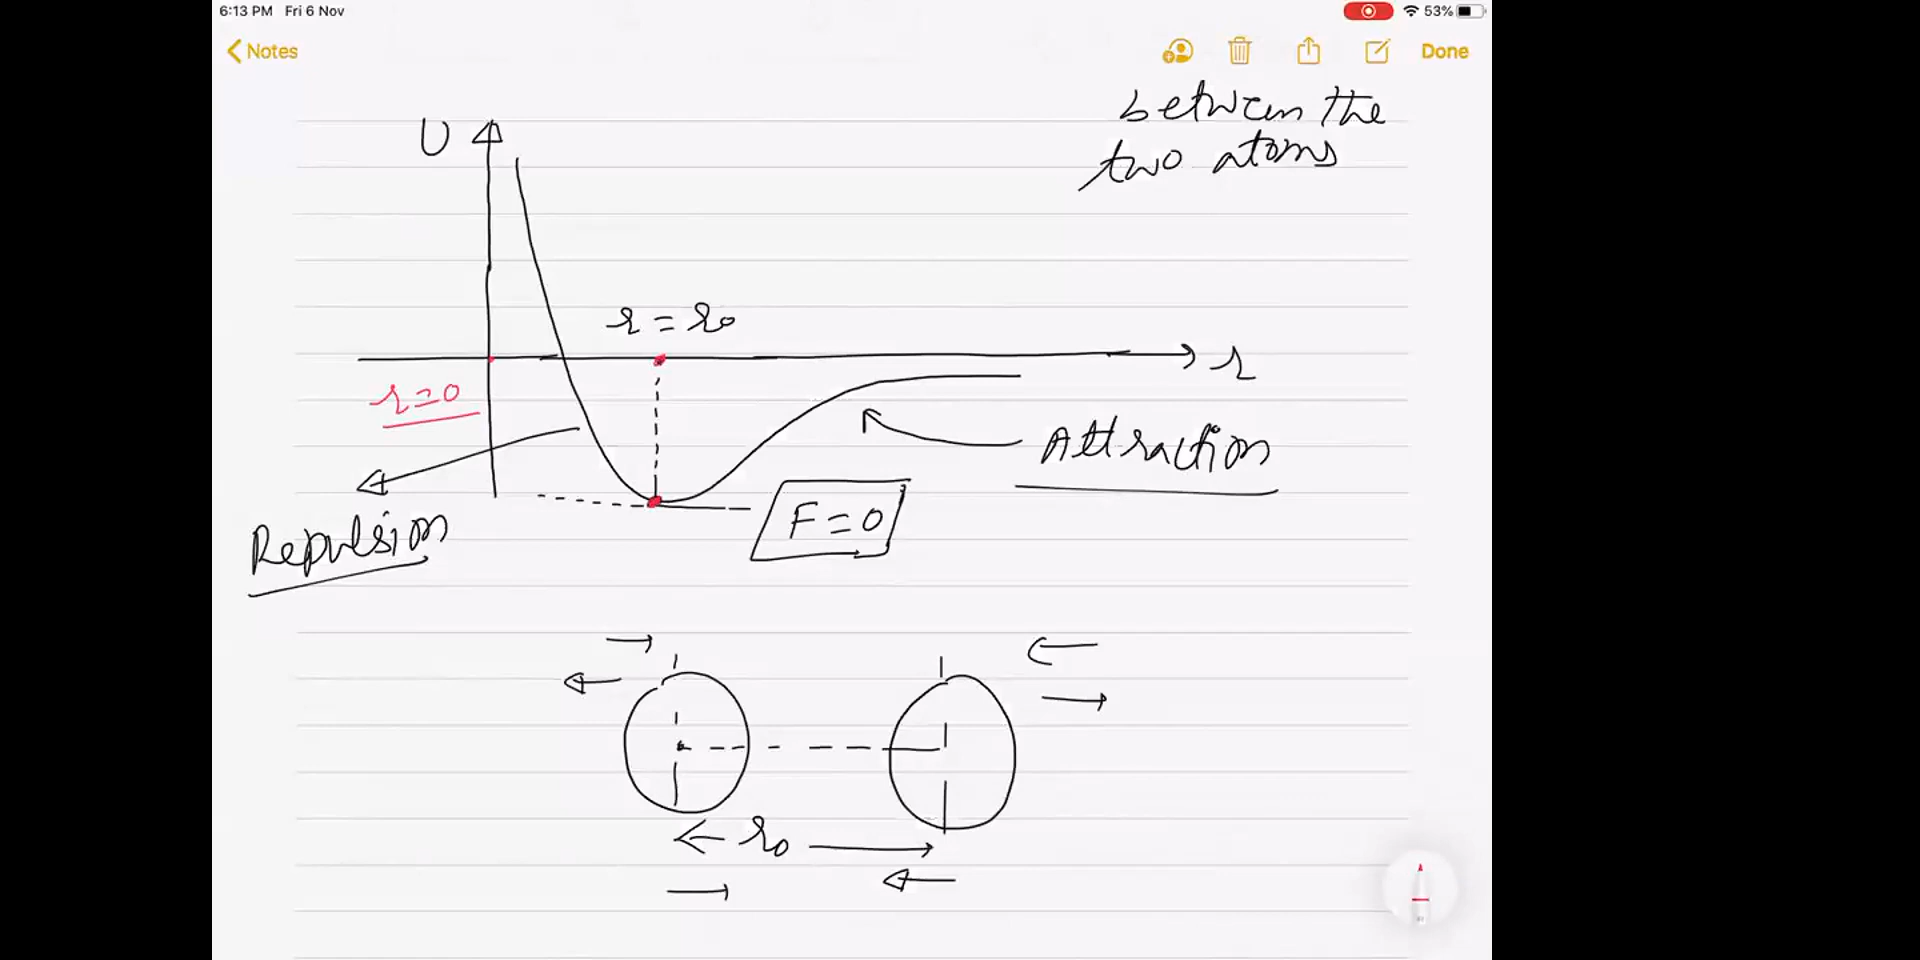 6:13 PM Fri 6 Nov
53%
Notes
Done
between the
two atoms
U
r = r₀
r
r=0
Attraction
F=0
Repulsion
r₀